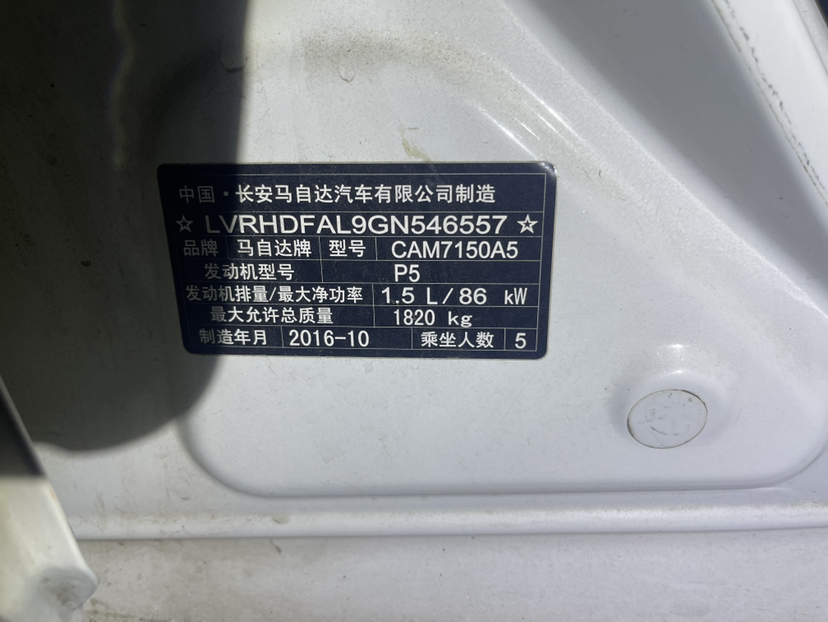 中国·长安马自达汽车有限公司制造
☆ LVRHDFAL9GN546557 ☆
品牌 马自达牌 型号 CAM7150A5
发动机型号 P5
发动机排量/最大净功率 1.5 L/86 kW
最大允许总质量 1820 kg
制造年月 2016-10 乘坐人数 5